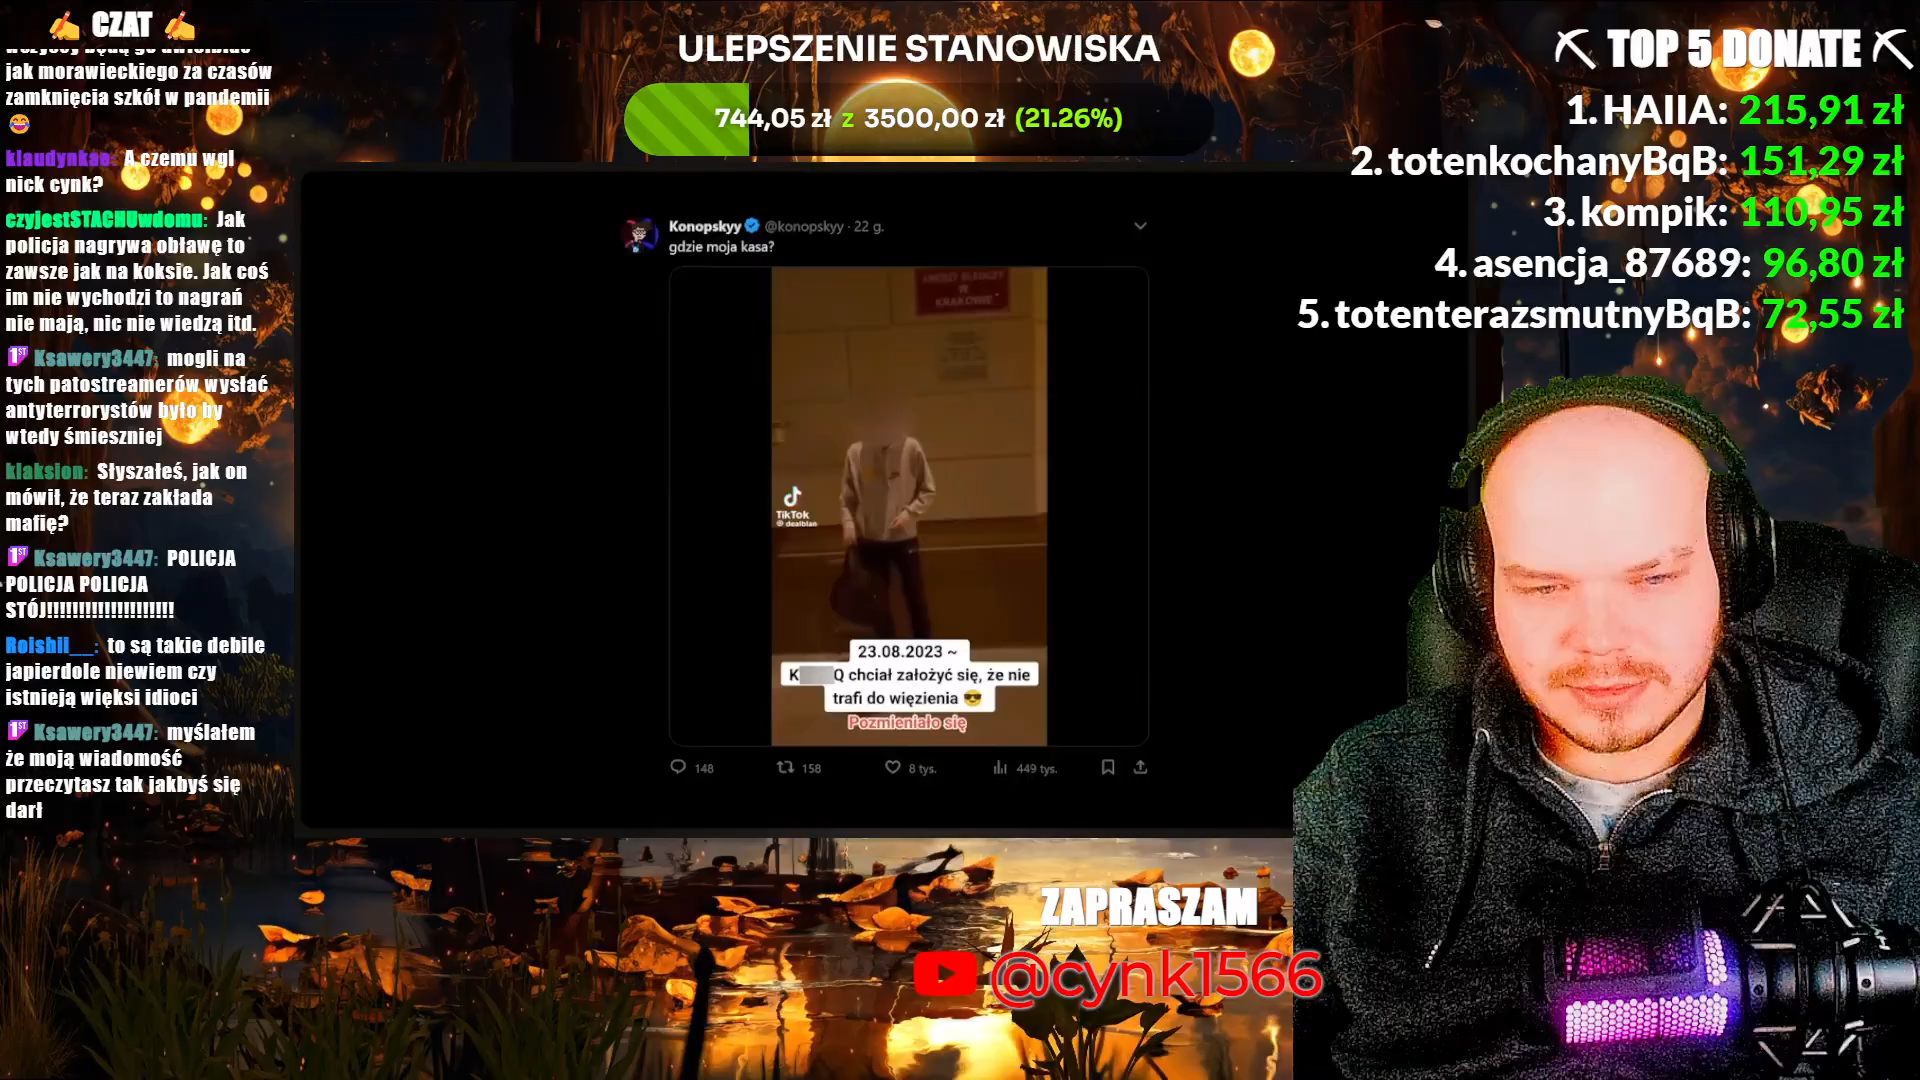 ✍ CZAT ✍
jak morawieckiego za czasów
zamknięcia szkół w pandemii
😂
klaudynkao: A czemu wgl
nick cynk?
czyjestSTACHUwdomu: Jak
policja nagrywa obławę to
zawsze jak na koksie. Jak coś
im nie wychodzi to nagrań
nie mają, nic nie wiedzą itd.
1ST Ksawery3447: mogli na
tych patostreamerów wysłać
antyterrorystów było by
wtedy śmieszniej
klaksion: Słyszałeś, jak on
mówił, że teraz zakłada
mafię?
1ST Ksawery3447: POLICJA
POLICJA POLICJA
STÓJ!!!!!!!!!!!!!!!!!!!!
Roishii__: to są takie debile
japierdole niewiem czy
istnieją więksi idioci
1ST Ksawery3447: myślałem
że moją wiadomość
przeczytasz tak jakbyś się
darł
ULEPSZENIE STANOWISKA
744,05 zł z 3500,00 zł (21.26%)
Konopskyy @konopskyy · 22 g.
gdzie moja kasa?
W
KRAKOWIE
TikTok
@ dealblan
23.08.2023 ~
K Q chciał założyć się, że nie
trafi do więzienia 😎
Pozmieniało się
148 158 8 tys. 449 tys.
TOP 5 DONATE
1. HAIIA: 215,91 zł
2. totenkochanyBqB: 151,29 zł
3. kompik: 110,95 zł
4. asencja_87689: 96,80 zł
5. totenterazsmutnyBqB: 72,55 zł
ZAPRASZAM
@cynk1566